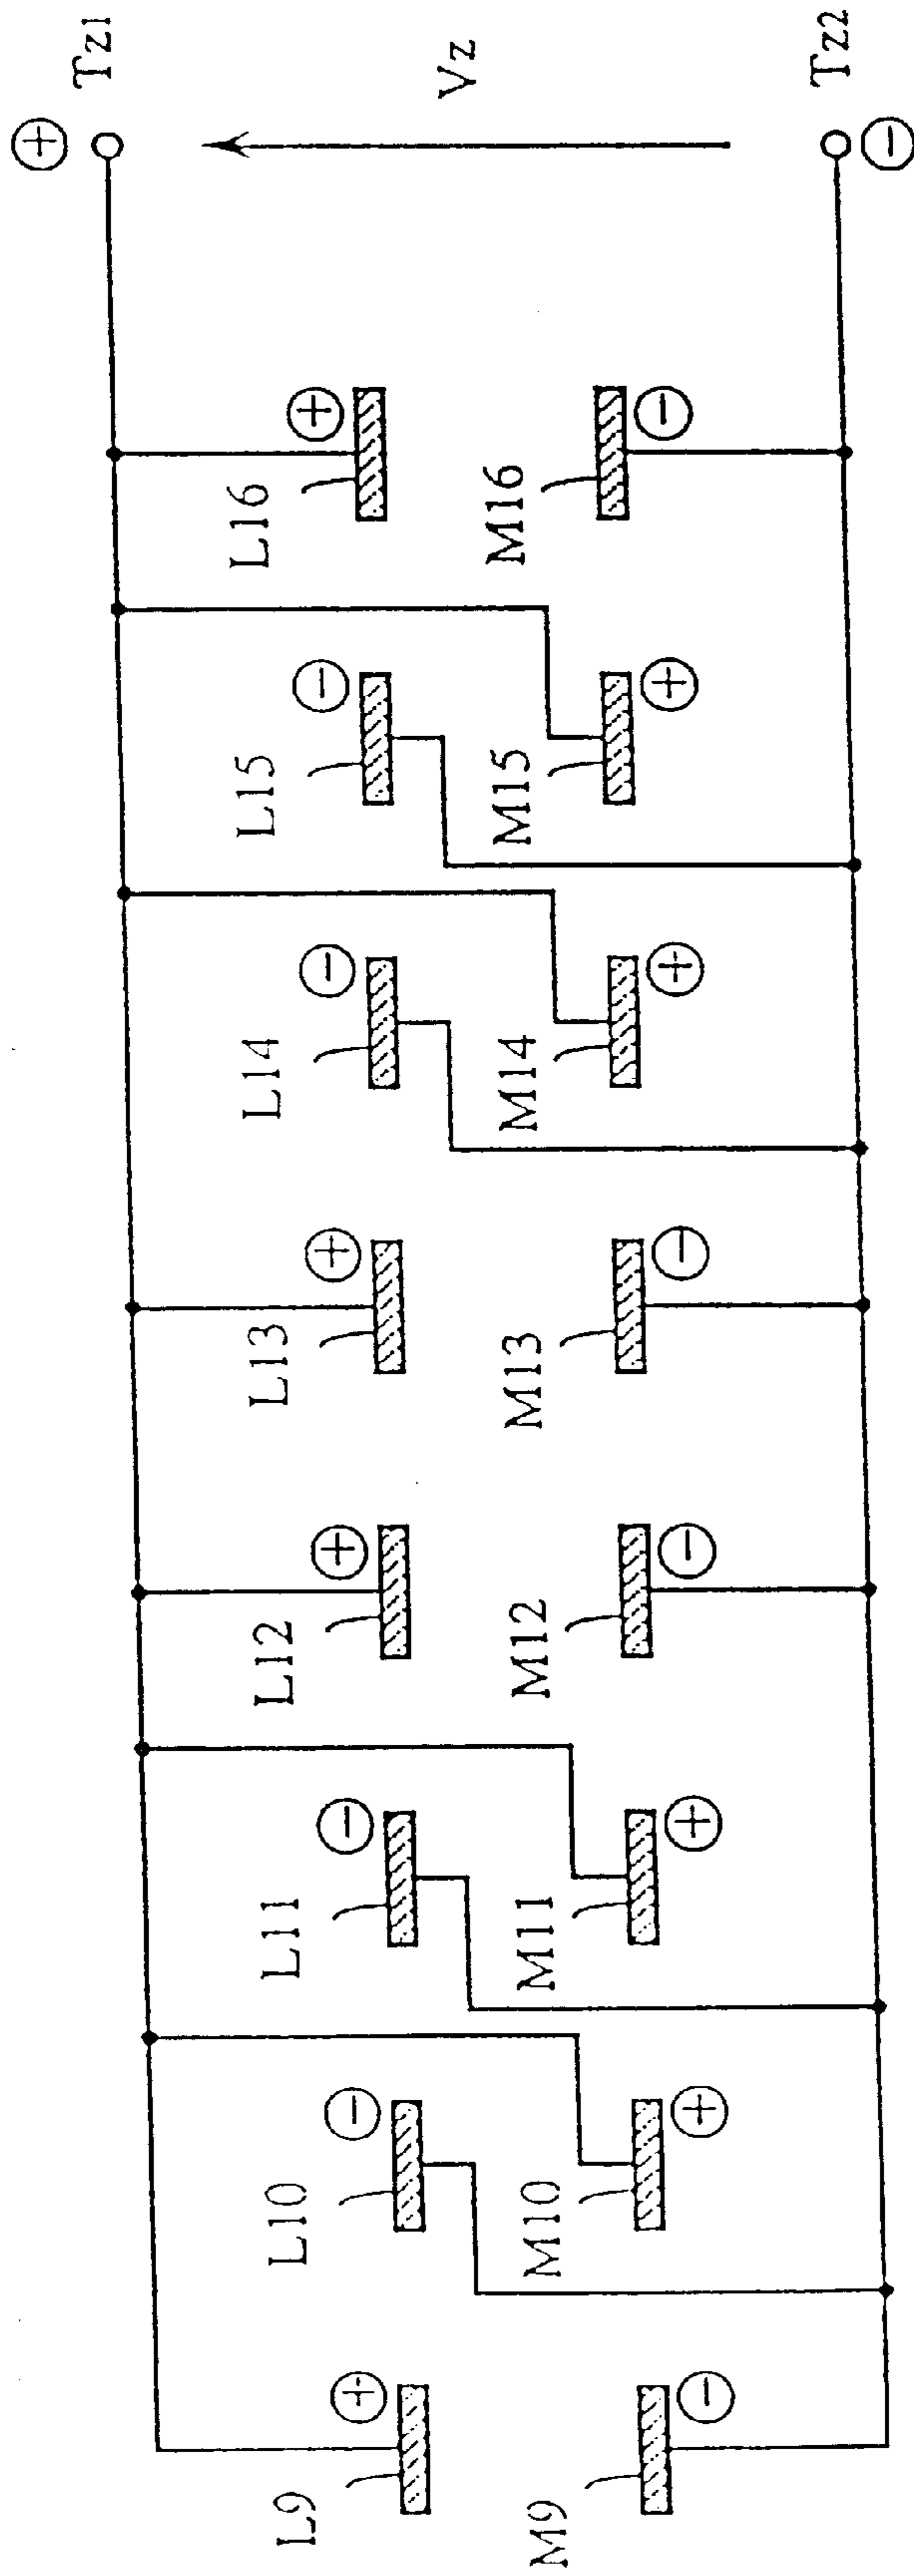 ⊕
Tz1
Vz
Tz2
⊖
L9 ⊕
L10 ⊖
L11 ⊖
L12 ⊕
L13 ⊕
L14 ⊖
L15 ⊖
L16 ⊕
M9 ⊖
M10 ⊕
M11 ⊕
M12 ⊖
M13 ⊖
M14 ⊕
M15 ⊕
M16 ⊖